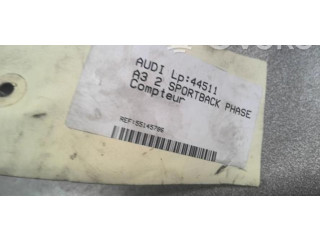 AUDI Lp:44511
A3 2 SPORTBACK PHASE
Compteur
REF:55145786